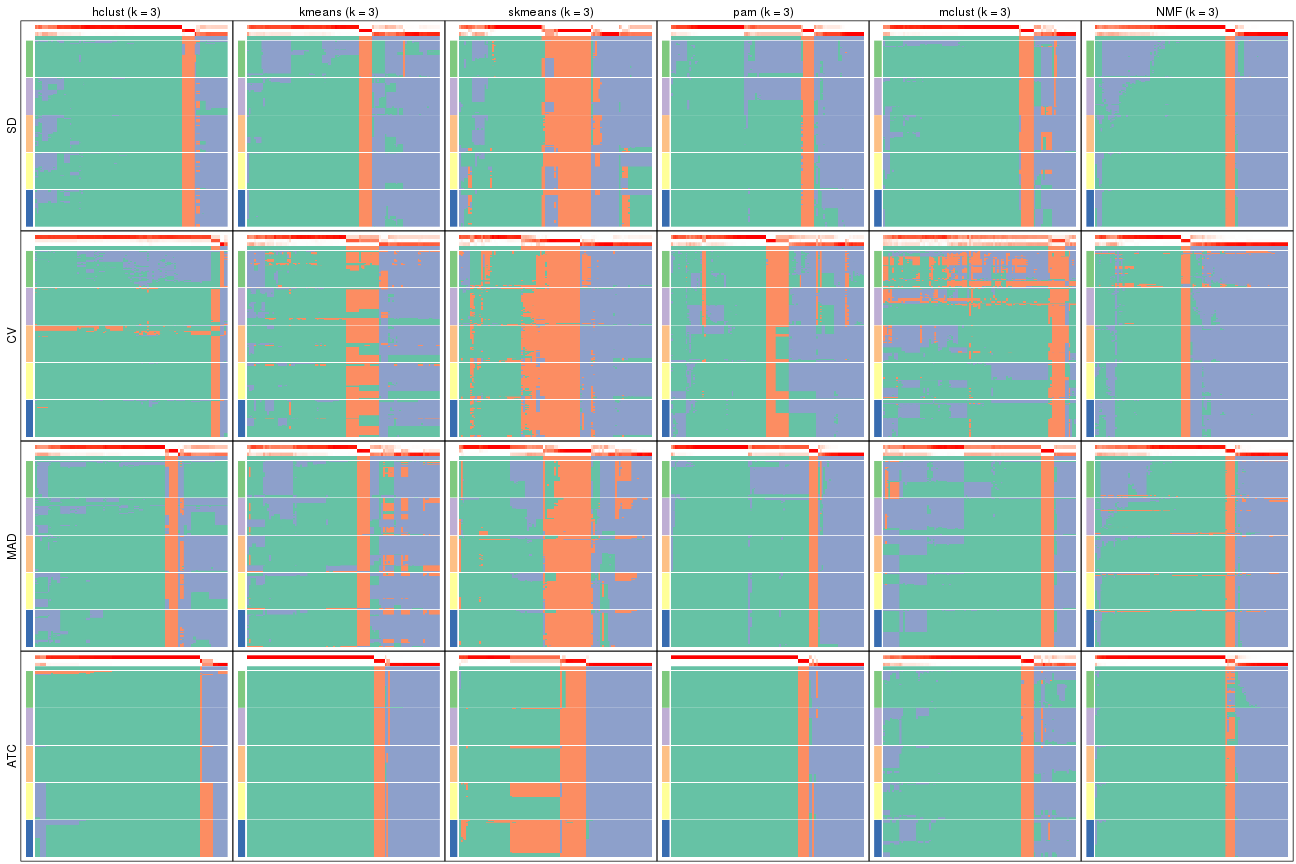 hclust (k = 3)
kmeans (k = 3)
skmeans (k = 3)
pam (k = 3)
mclust (k = 3)
NMF (k = 3)
SD
CV
MAD
ATC